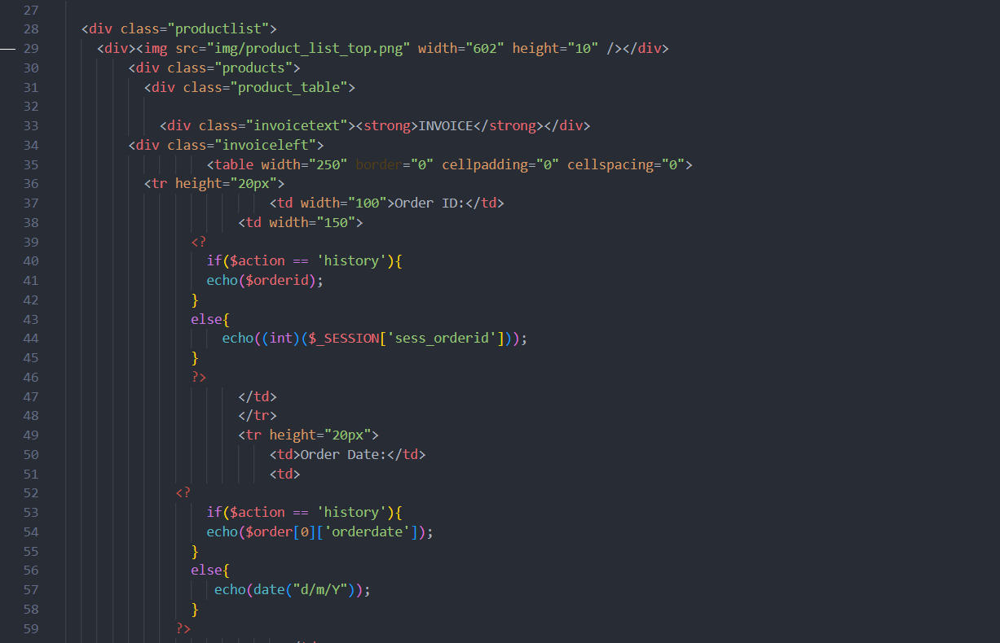 27
28 <div class="productlist">
29 <div><img src="img/product_list_top.png" width="602" height="10" /></div>
30 <div class="products">
31 <div class="product_table">
32
33 <div class="invoicetext"><strong>INVOICE</strong></div>
34 <div class="invoiceleft">
35 <table width="250" border="0" cellpadding="0" cellspacing="0">
36 <tr height="20px">
37 <td width="100">Order ID:</td>
38 <td width="150">
39 <?
40 if($action == 'history'){
41 echo($orderid);
42 }
43 else{
44 echo((int)($_SESSION['sess_orderid']));
45 }
46 ?>
47 </td>
48 </tr>
49 <tr height="20px">
50 <td>Order Date:</td>
51 <td>
52 <?
53 if($action == 'history'){
54 echo($order[0]['orderdate']);
55 }
56 else{
57 echo(date("d/m/Y"));
58 }
59 ?>